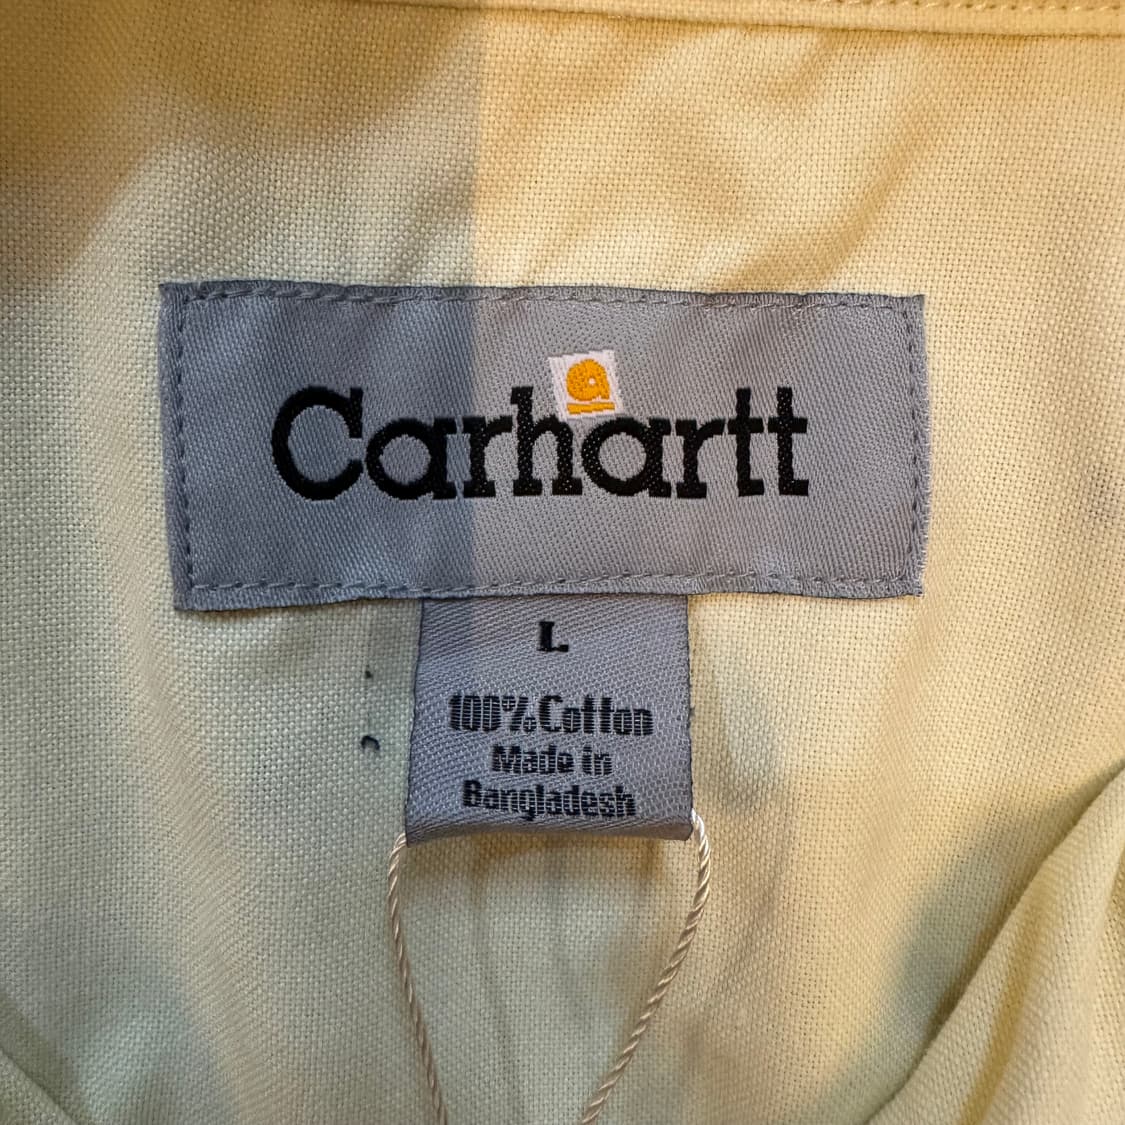 Carhartt
L
100% Cotton
Made in
Bangladesh